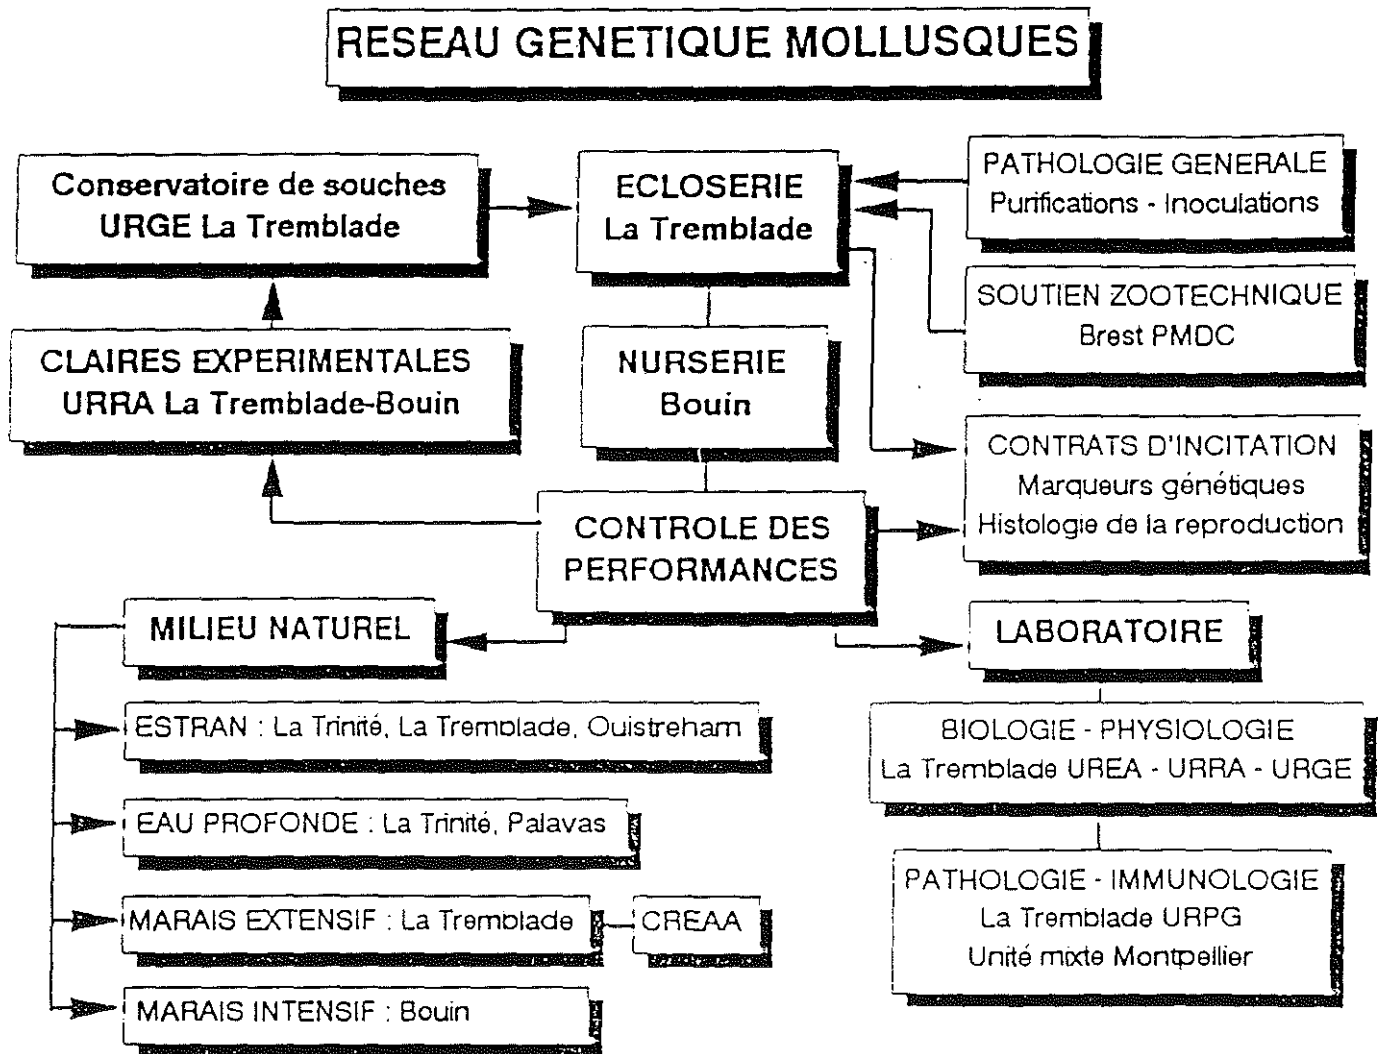 RESEAU GENETIQUE MOLLUSQUES
Conservatoire de souches
URGE La Tremblade
ECLOSERIE
La Tremblade
PATHOLOGIE GENERALE
Purifications - Inoculations
SOUTIEN ZOOTECHNIQUE
Brest PMDC
CLAIRES EXPERIMENTALES
URRA La Tremblade-Bouin
NURSERIE
Bouin
CONTRATS D'INCITATION
Marqueurs génétiques
Histologie de la reproduction
CONTROLE DES
PERFORMANCES
MILIEU NATUREL
LABORATOIRE
ESTRAN : La Trinité, La Tremblade, Ouistreham
BIOLOGIE - PHYSIOLOGIE
La Tremblade UREA - URRA - URGE
EAU PROFONDE : La Trinité, Palavas
PATHOLOGIE - IMMUNOLOGIE
La Tremblade URPG
Unité mixte Montpellier
MARAIS EXTENSIF : La Tremblade
CREAA
MARAIS INTENSIF : Bouin